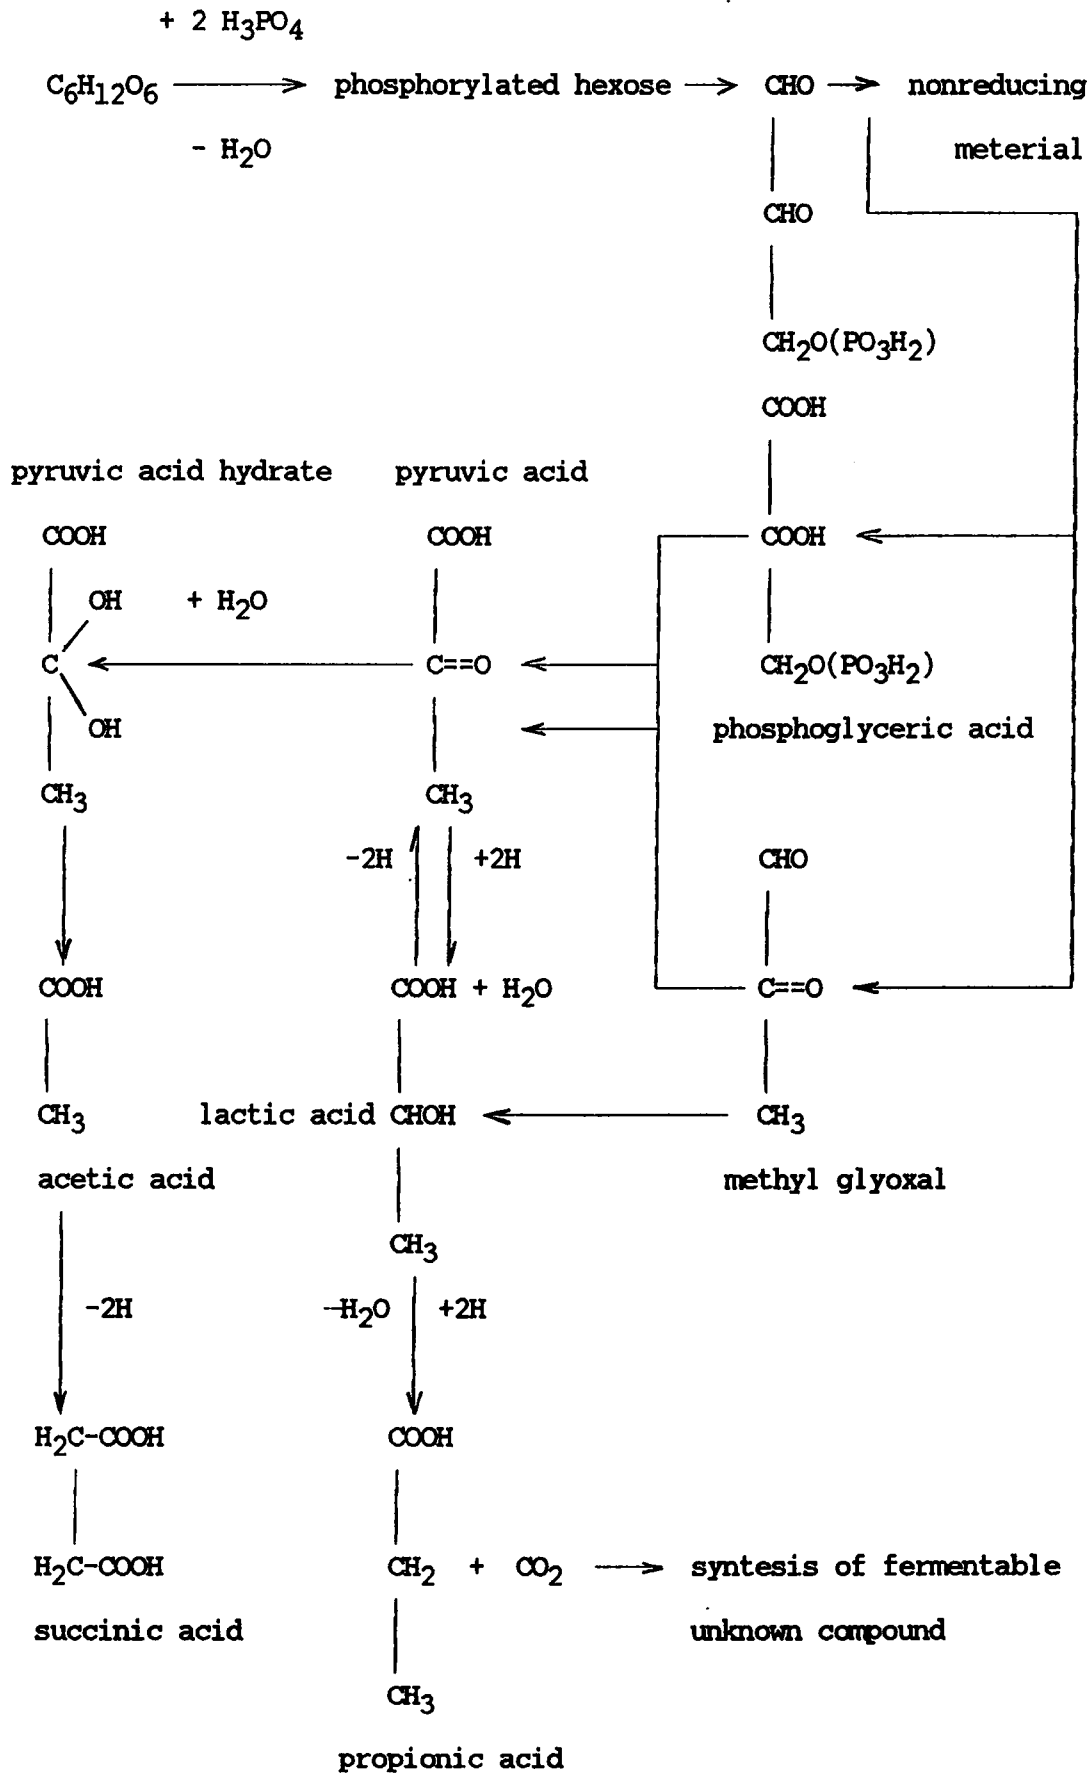 + 2 H3PO4
C6H12O6 → phosphorylated hexose → CHO → nonreducing
- H2O meterial
CHO
CH2O(PO3H2)
COOH
pyruvic acid hydrate pyruvic acid
COOH COOH COOH
OH + H2O
C C==O CH2O(PO3H2)
OH phosphoglyceric acid
CH3 CH3
-2H +2H CHO
COOH COOH + H2O C==O
CH3 lactic acid CHOH CH3
acetic acid methyl glyoxal
CH3
-2H -H2O +2H
H2C-COOH COOH
H2C-COOH CH2 + CO2 → syntesis of fermentable
succinic acid unknown compound
CH3
propionic acid